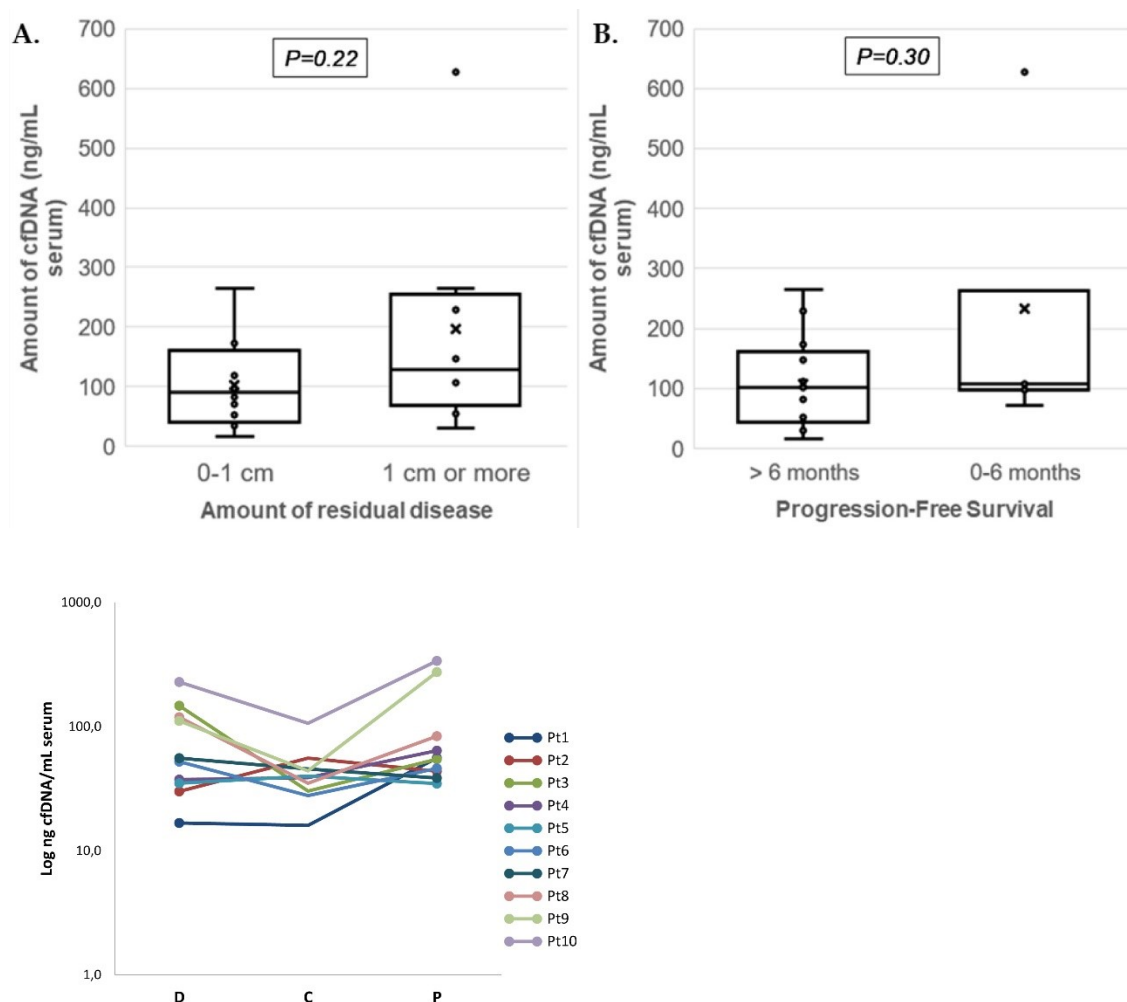 A.
P=0.22
700
600
500
400
300
200
100
0
Amount of cfDNA (ng/mL
serum)
0-1 cm
1 cm or more
Amount of residual disease
B.
P=0.30
700
600
500
400
300
200
100
0
Amount of cfDNA (ng/mL
serum)
> 6 months
0-6 months
Progression-Free Survival
1000,0
100,0
10,0
1,0
Log ng cfDNA/mL serum
D
C
P
Pt1
Pt2
Pt3
Pt4
Pt5
Pt6
Pt7
Pt8
Pt9
Pt10